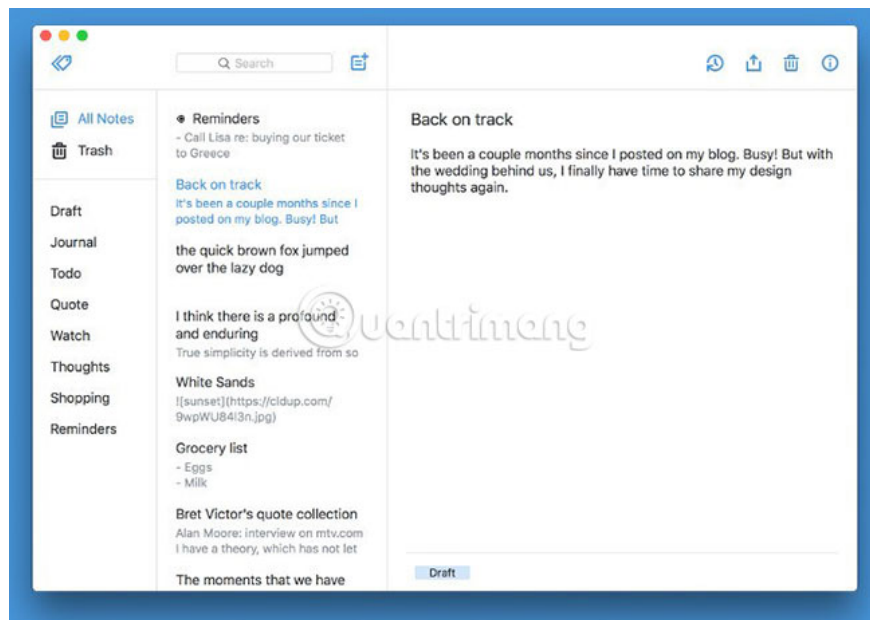 Search
All Notes
Trash
Draft
Journal
Todo
Quote
Watch
Thoughts
Shopping
Reminders
Reminders
- Call Lisa re: buying our ticket
to Greece
Back on track
It's been a couple months since I
posted on my blog. Busy! But
the quick brown fox jumped
over the lazy dog
I think there is a profound
and enduring
True simplicity is derived from so
White Sands
![sunset](https://cldup.com/
9wpWU84I3n.jpg)
Grocery list
- Eggs
- Milk
Bret Victor's quote collection
Alan Moore: interview on mtv.com
I have a theory, which has not let
The moments that we have
Back on track
It's been a couple months since I posted on my blog. Busy! But with
the wedding behind us, I finally have time to share my design
thoughts again.
Draft
Quantrimang